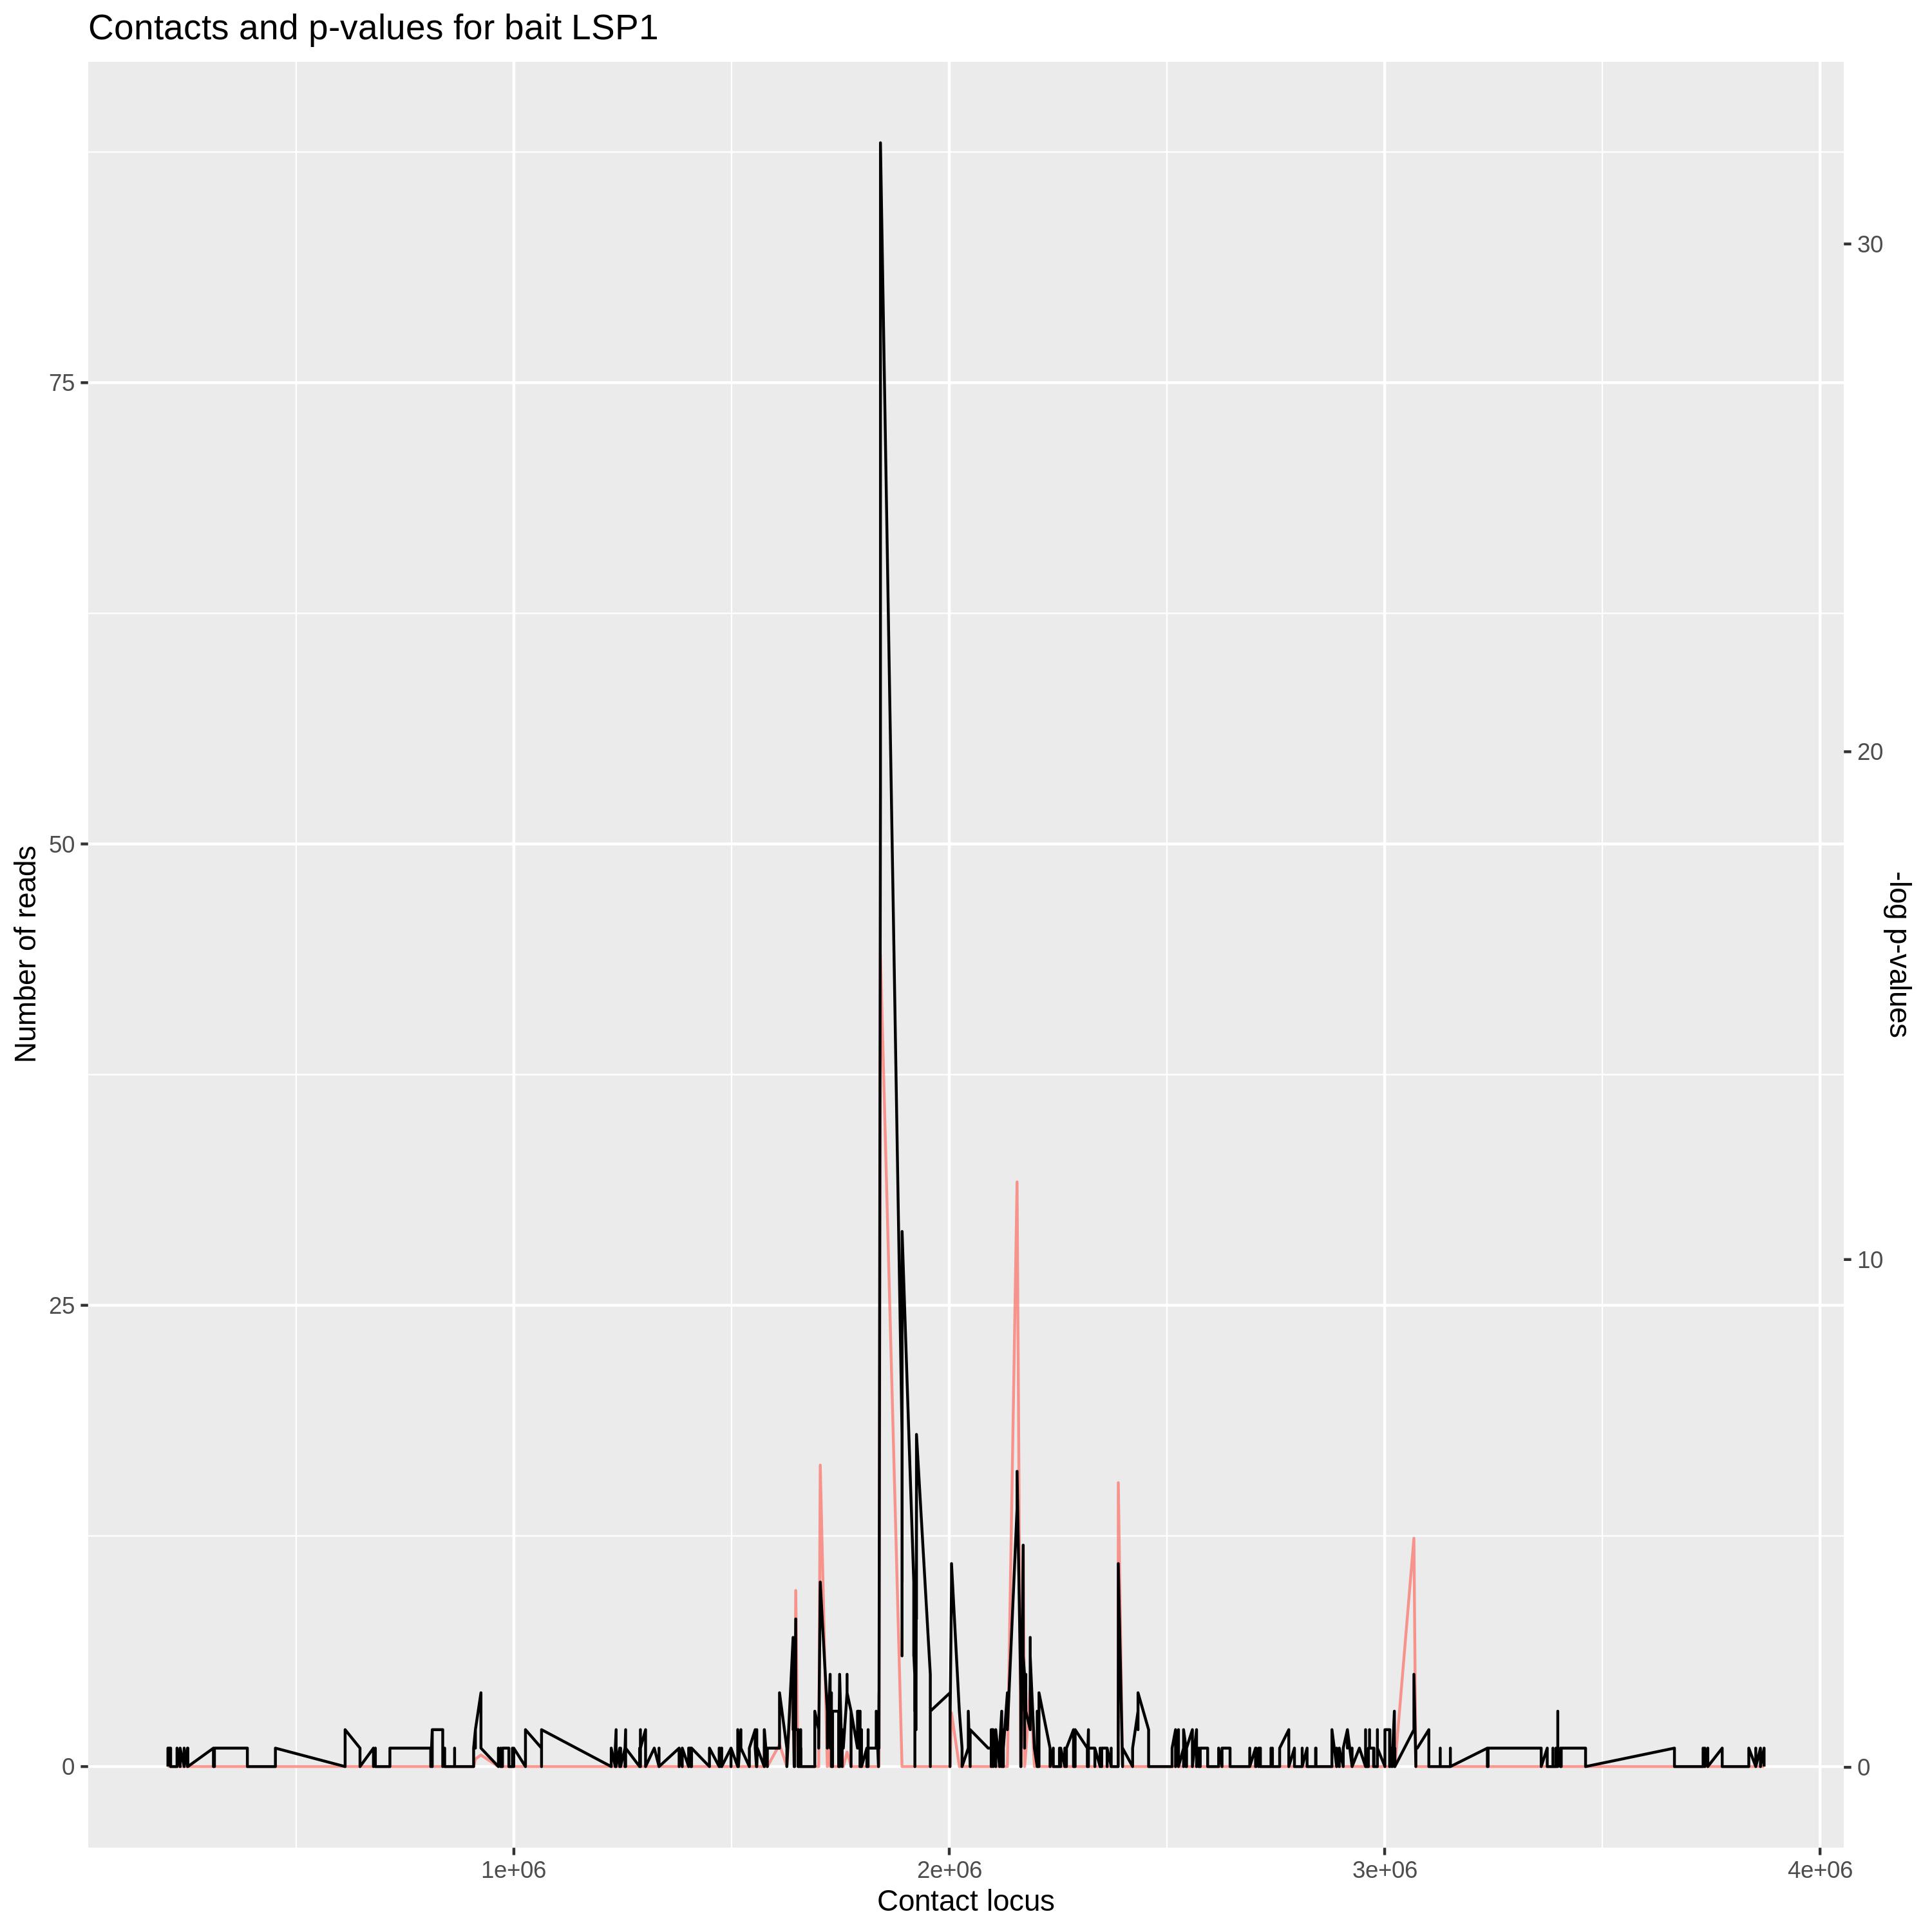 Contacts and p-values for bait LSP1
75
50
25
0
30
20
10
0
Number of reads
-log p-values
1e+06
2e+06
3e+06
4e+06
Contact locus